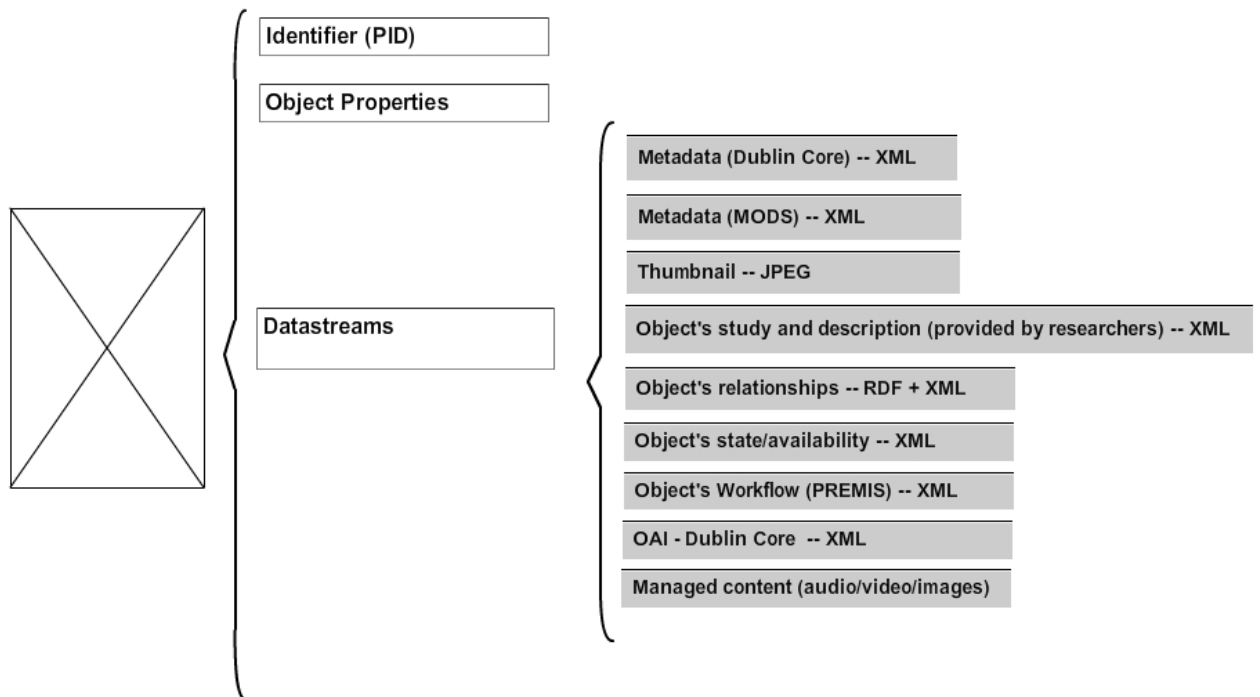 Identifier (PID)
Object Properties
Datastreams
Metadata (Dublin Core) -- XML
Metadata (MODS) -- XML
Thumbnail -- JPEG
Object's study and description (provided by researchers) -- XML
Object's relationships -- RDF + XML
Object's state/availability -- XML
Object's Workflow (PREMIS) -- XML
OAI - Dublin Core -- XML
Managed content (audio/video/images)